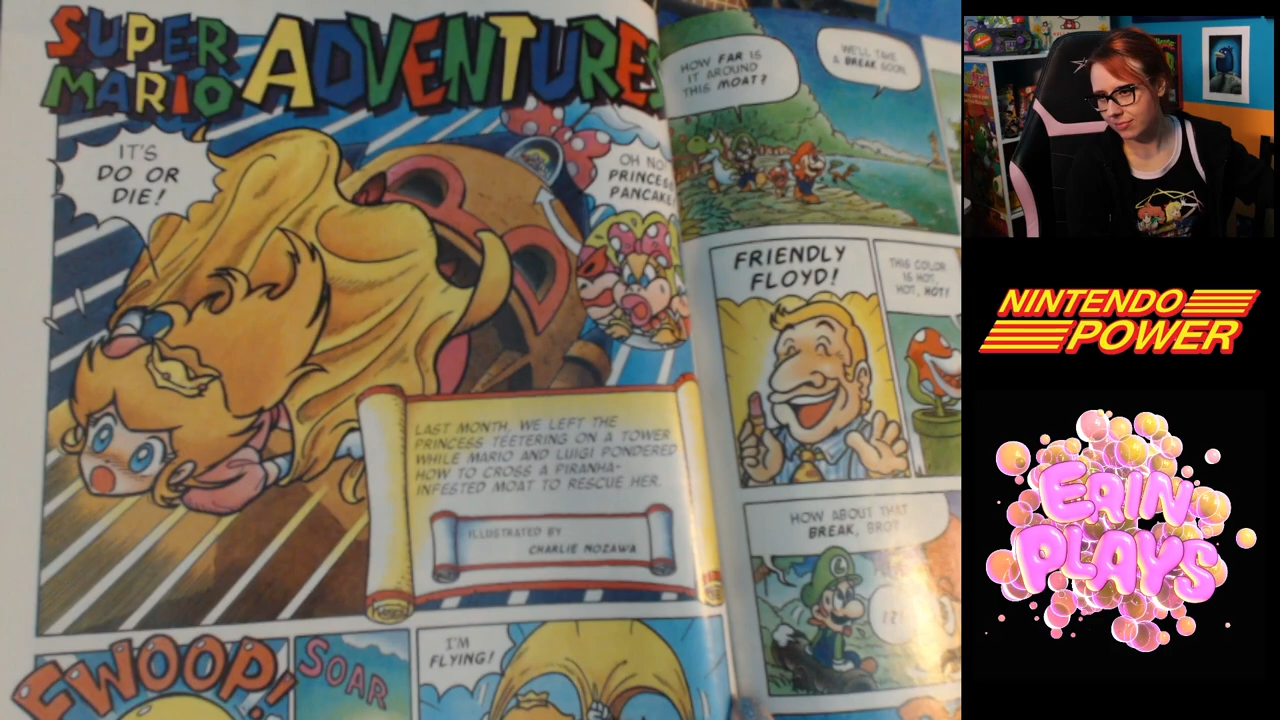 SUPER
MARIO
ADVENTURES
IT'S
DO OR
DIE!
OH NO!
PRINCESS
PANCAKE!
LAST MONTH, WE LEFT THE
PRINCESS TEETERING ON A TOWER
WHILE MARIO AND LUIGI PONDERED
HOW TO CROSS A PIRANHA-
INFESTED MOAT TO RESCUE HER.
ILLUSTRATED BY
CHARLIE NOZAWA
FWOOP!
SOAR
I'M
FLYING!
HOW FAR IS
IT AROUND
THIS MOAT?
WE'LL TAKE
A BREAK SOON.
FRIENDLY
FLOYD!
THIS COLOR
IS HOT,
HOT, HOT!
HOW ABOUT THAT
BREAK, BRO?
!?!
NINTENDO
POWER
ERIN
PLAYS